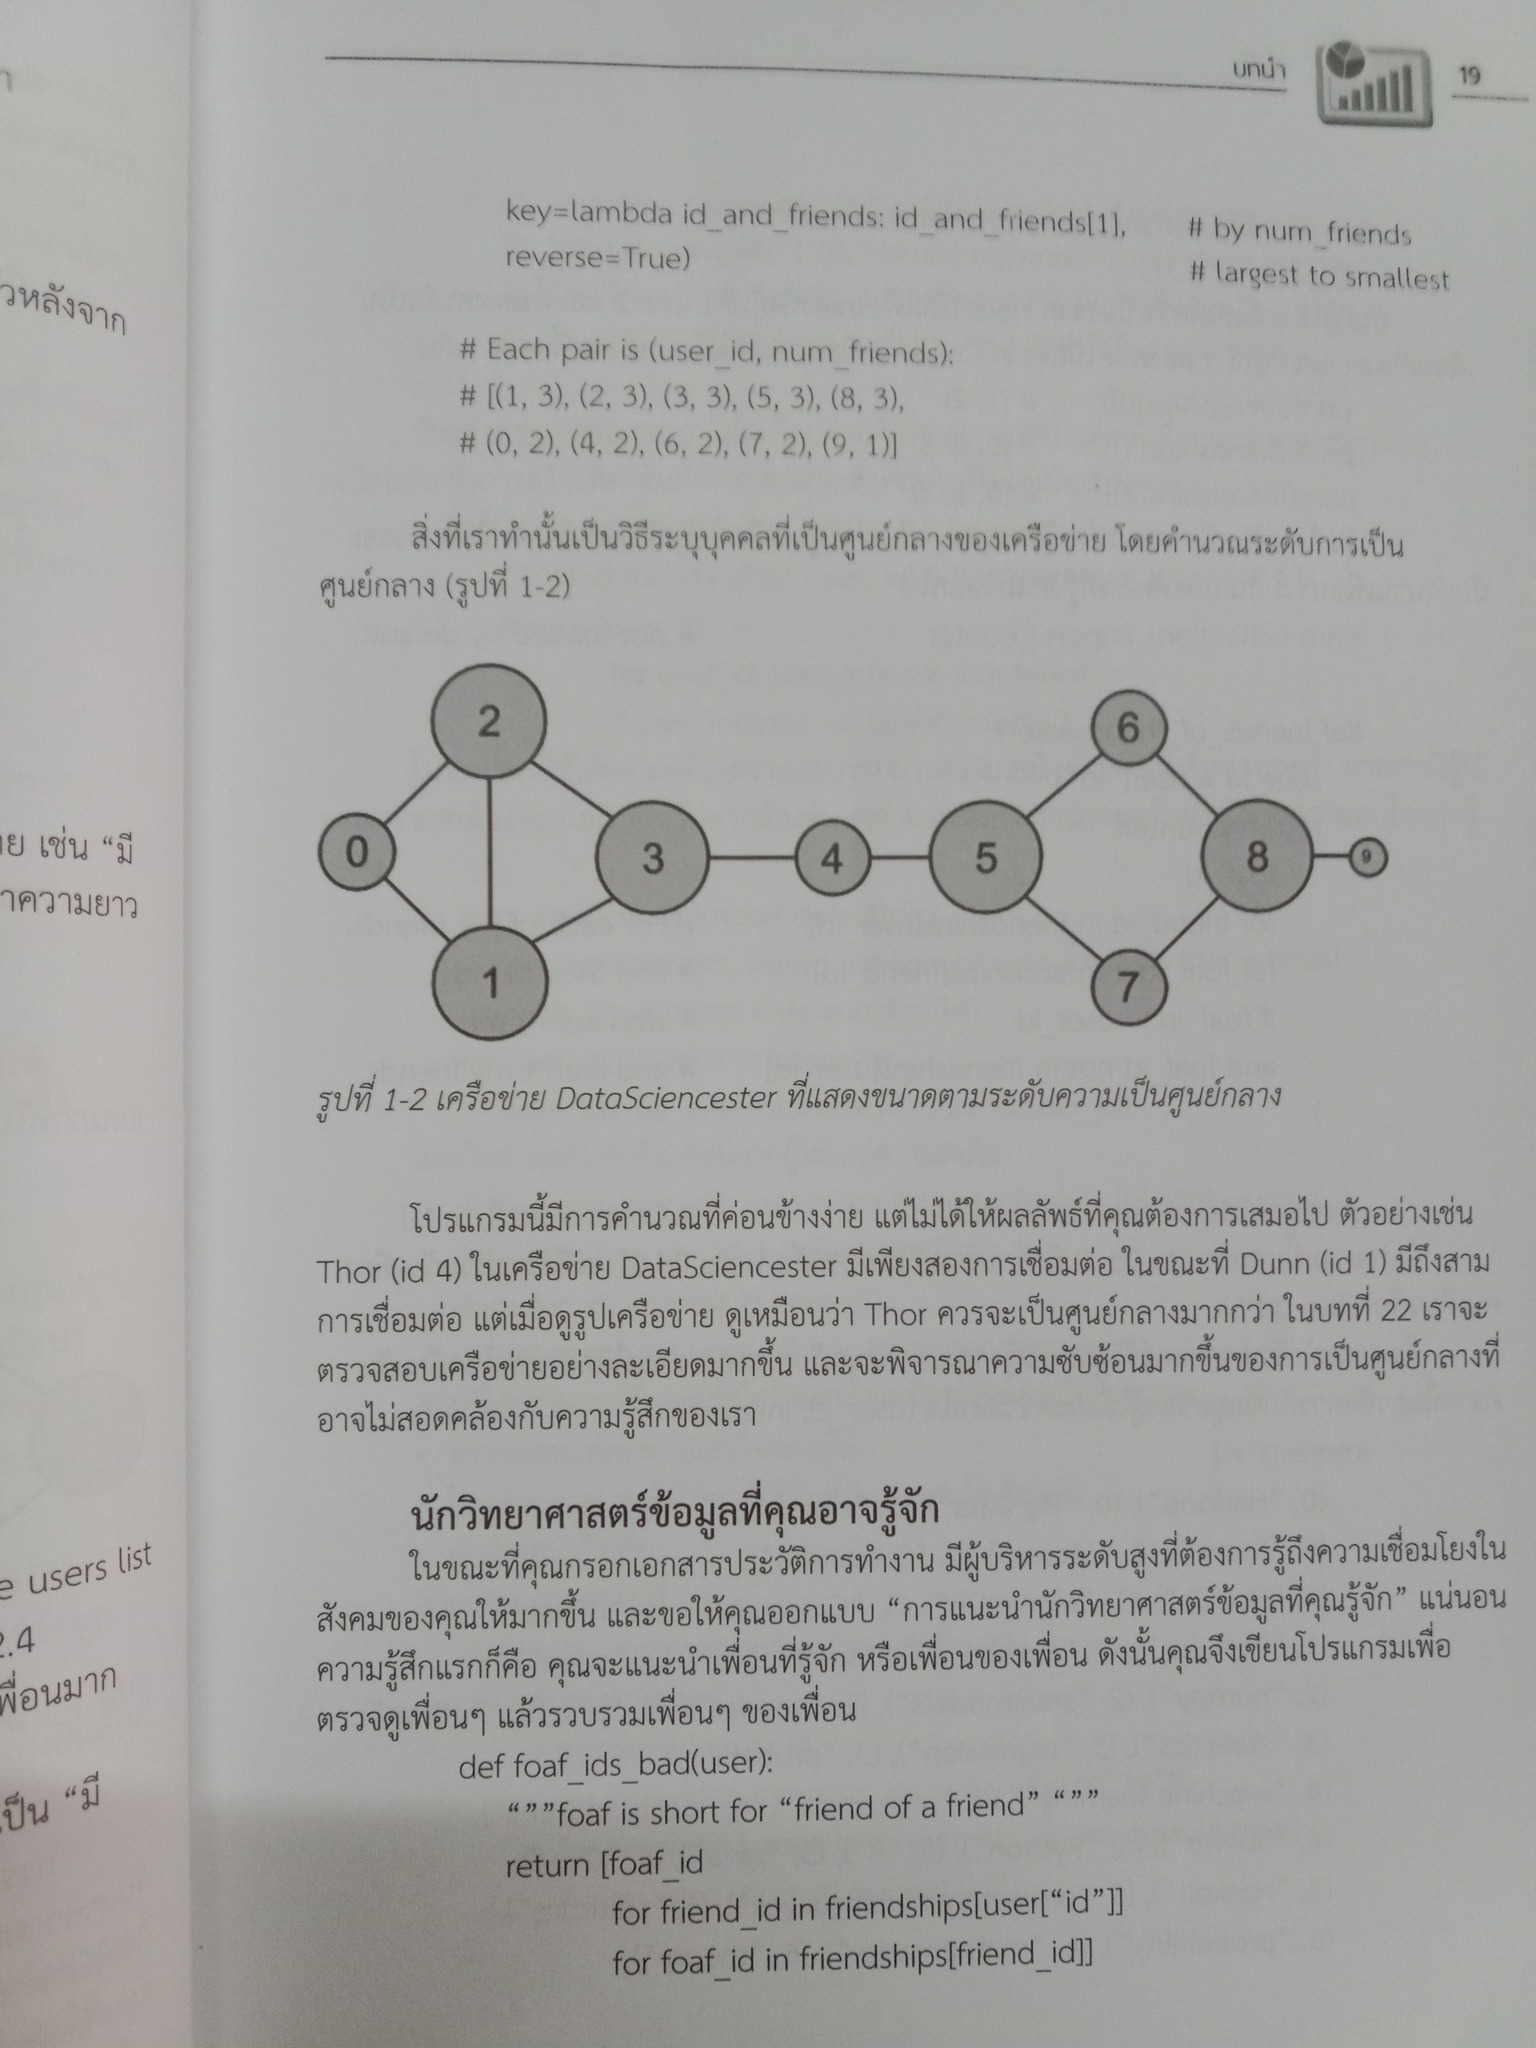 บทนำ 19
key=lambda id_and_friends: id_and_friends[1], # by num_friends
reverse=True) # largest to smallest
# Each pair is (user_id, num_friends):
# [(1, 3), (2, 3), (3, 3), (5, 3), (8, 3),
# (0, 2), (4, 2), (6, 2), (7, 2), (9, 1)]
สิ่งที่เราทำนั้นเป็นวิธีระบุบุคคลที่เป็นศูนย์กลางของเครือข่าย โดยคำนวณระดับการเป็น
ศูนย์กลาง (รูปที่ 1-2)
2
6
0
3
4
5
8
9
1
7
รูปที่ 1-2 เครือข่าย DataSciencester ที่แสดงขนาดตามระดับความเป็นศูนย์กลาง
โปรแกรมนี้มีการคำนวณที่ค่อนข้างง่าย แต่ไม่ได้ให้ผลลัพธ์ที่คุณต้องการเสมอไป ตัวอย่างเช่น
Thor (id 4) ในเครือข่าย DataSciencester มีเพียงสองการเชื่อมต่อ ในขณะที่ Dunn (id 1) มีถึงสาม
การเชื่อมต่อ แต่เมื่อดูรูปเครือข่าย ดูเหมือนว่า Thor ควรจะเป็นศูนย์กลางมากกว่า ในบทที่ 22 เราจะ
ตรวจสอบเครือข่ายอย่างละเอียดมากขึ้น และจะพิจารณาความซับซ้อนมากขึ้นของการเป็นศูนย์กลางที่
อาจไม่สอดคล้องกับความรู้สึกของเรา
นักวิทยาศาสตร์ข้อมูลที่คุณอาจรู้จัก
ในขณะที่คุณกรอกเอกสารประวัติการทำงาน มีผู้บริหารระดับสูงที่ต้องการรู้ถึงความเชื่อมโยงใน
สังคมของคุณให้มากขึ้น และขอให้คุณออกแบบ “การแนะนำนักวิทยาศาสตร์ข้อมูลที่คุณรู้จัก” แน่นอน
ความรู้สึกแรกก็คือ คุณจะแนะนำเพื่อนที่รู้จัก หรือเพื่อนของเพื่อน ดังนั้นคุณจึงเขียนโปรแกรมเพื่อ
ตรวจดูเพื่อนๆ แล้วรวบรวมเพื่อนๆ ของเพื่อน
def foaf_ids_bad(user):
“””foaf is short for “friend of a friend” “””
return [foaf_id
for friend_id in friendships[user[“id”]]
for foaf_id in friendships[friend_id]]
หลังจาก
เช่น “มี
ความยาว
users list
2.4
เพื่อนมาก
เป็น “มี